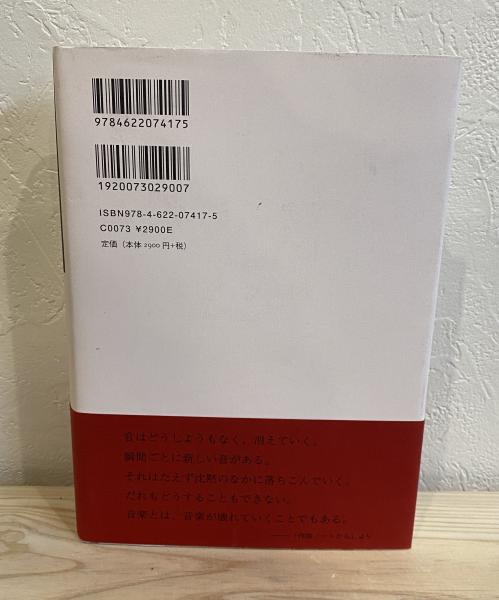 9784622074175
1920073029007
ISBN978-4-622-07417-5
C0073 ¥2900E
定価（本体 2900 円+税）
音はどうしようもなく、消えていく。
瞬間ごとに新しい音がある。
それはたえず沈黙のなかに落ちこんでいく。
だれもどうすることもできない。
音楽とは、音楽が壊れていくことでもある。
より